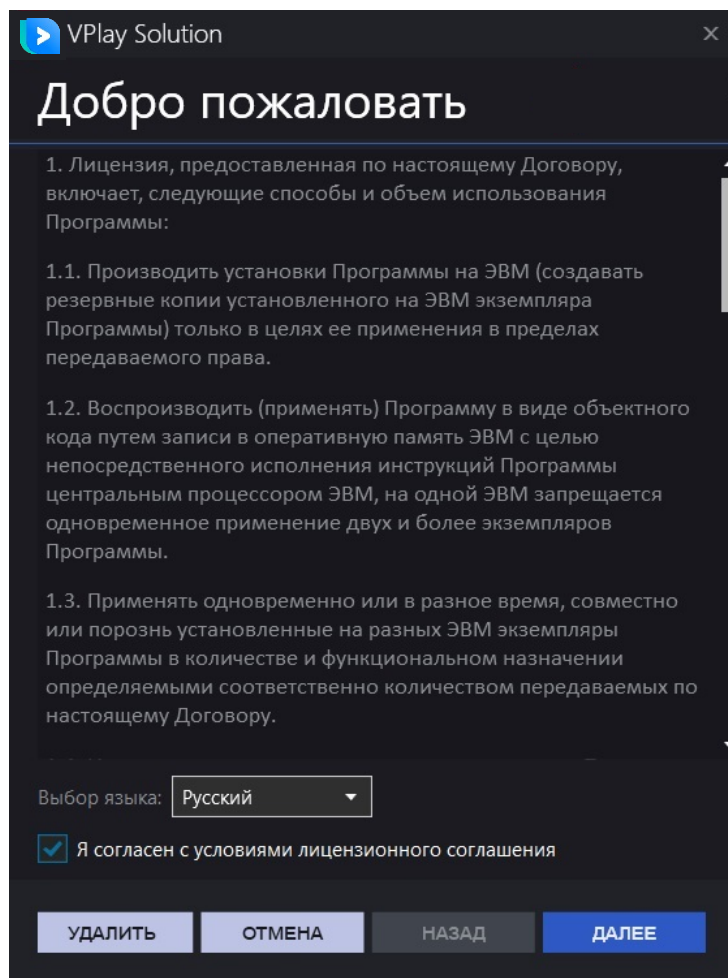 VPlay Solution
Добро пожаловать
1. Лицензия, предоставленная по настоящему Договору,
включает, следующие способы и объем использования
Программы:
1.1. Производить установки Программы на ЭВМ (создавать
резервные копии установленного на ЭВМ экземпляра
Программы) только в целях ее применения в пределах
передаваемого права.
1.2. Воспроизводить (применять) Программу в виде объектного
кода путем записи в оперативную память ЭВМ с целью
непосредственного исполнения инструкций Программы
центральным процессором ЭВМ, на одной ЭВМ запрещается
одновременное применение двух и более экземпляров
Программы.
1.3. Применять одновременно или в разное время, совместно
или порознь установленные на разных ЭВМ экземпляры
Программы в количестве и функциональном назначении
определяемыми соответственно количеством передаваемых по
настоящему Договору.
Выбор языка: Русский
Я согласен с условиями лицензионного соглашения
УДАЛИТЬ ОТМЕНА НАЗАД ДАЛЕЕ